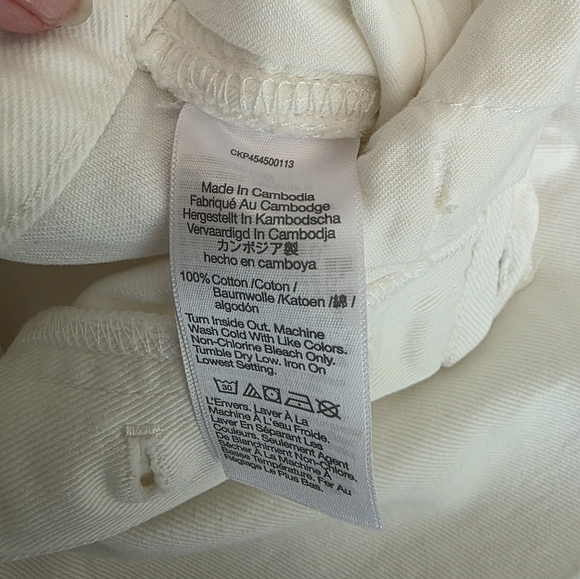 CKP454500113
Made In Cambodia
Fabriqué Au Cambodge
Hergestellt In Kambodscha
Vervaardigd In Cambodja
カンボジア製
hecho en camboya
100% Cotton /Coton /
Baumwolle /Katoen /綿 /
algodón
Turn Inside Out. Machine
Wash Cold With Like Colors.
Non-Chlorine Bleach Only.
Tumble Dry Low. Iron On
Lowest Setting.
30
L'Envers. Laver À La
Machine À L'eau Froide.
Laver En Séparant Les
Couleurs. Seulement Agent
De Blanchiment Non-Chloré.
Sécher À La Machine À
Basse Température. Fer Au
Réglage Le Plus Bas.